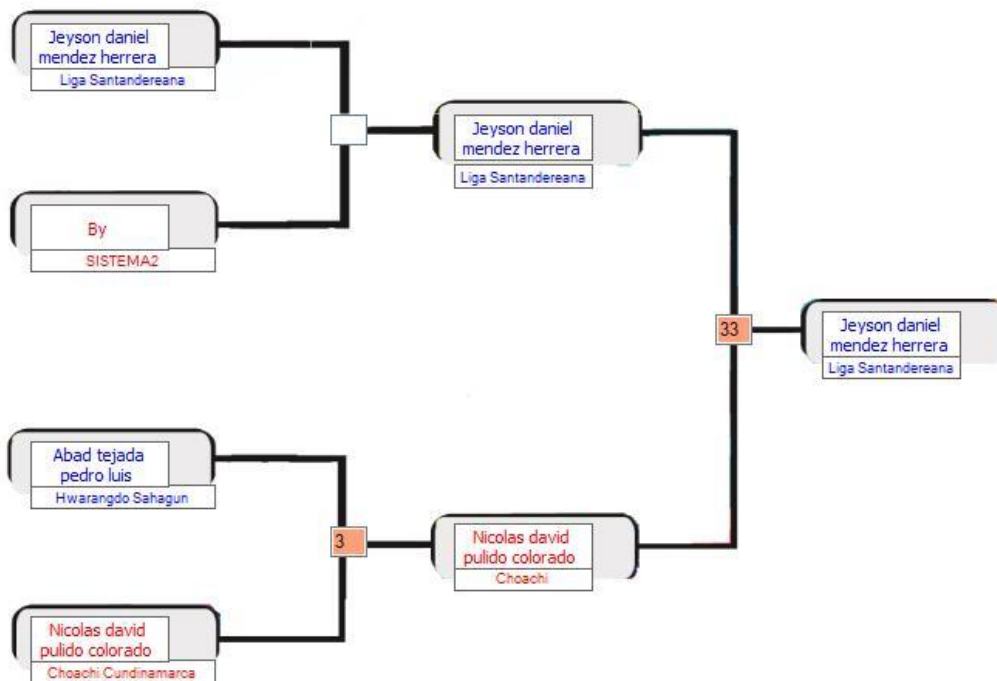 Jeyson daniel
mendez herrera
Liga Santandereana
By
SISTEMA2
Jeyson daniel
mendez herrera
Liga Santandereana
33
Jeyson daniel
mendez herrera
Liga Santandereana
Abad tejada
pedro luis
Hwarangdo Sahagun
3
Nicolas david
pulido colorado
Choachi
Nicolas david
pulido colorado
Choachi Cundinamarca